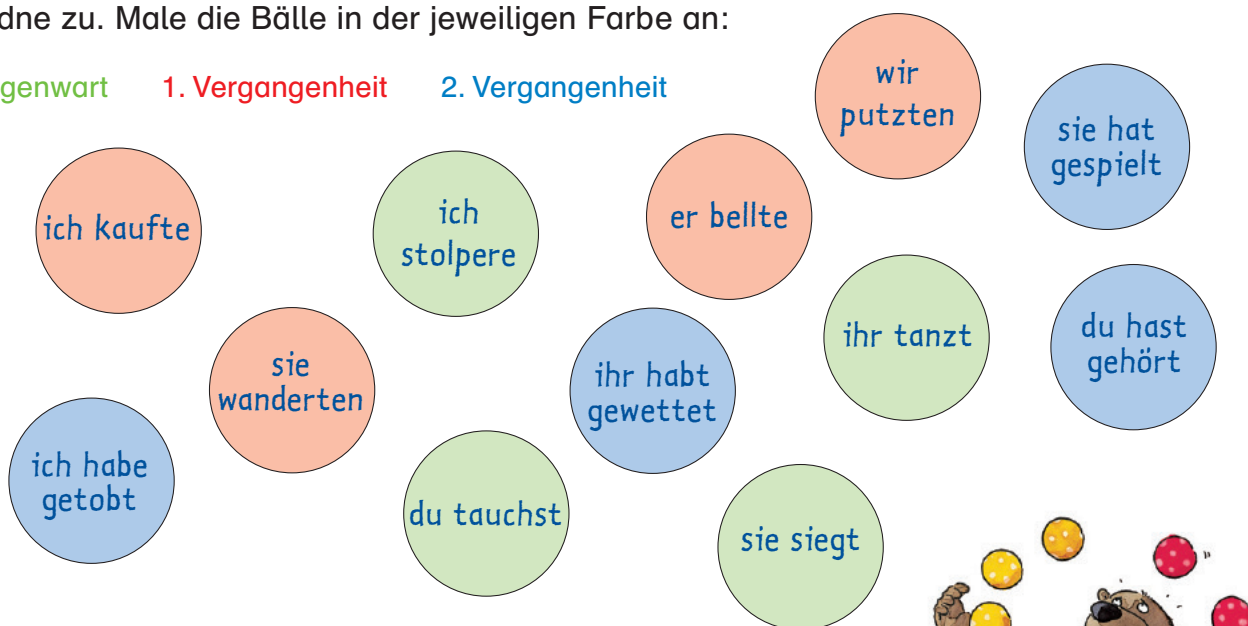 dne zu. Male die Bälle in der jeweiligen Farbe an:
genwart 1. Vergangenheit 2. Vergangenheit
wir
putzten
sie hat
gespielt
ich kaufte
ich
stolpere
er bellte
sie
wanderten
ihr habt
gewettet
ihr tanzt
du hast
gehört
ich habe
getobt
du tauchst
sie siegt